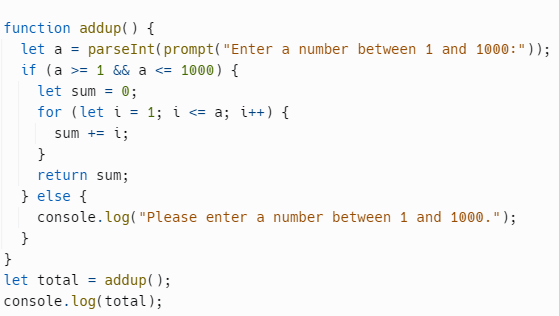 function addup() {
  let a = parseInt(prompt("Enter a number between 1 and 1000:"));
  if (a >= 1 && a <= 1000) {
    let sum = 0;
    for (let i = 1; i <= a; i++) {
      sum += i;
    }
    return sum;
  } else {
    console.log("Please enter a number between 1 and 1000.");
  }
}
let total = addup();
console.log(total);